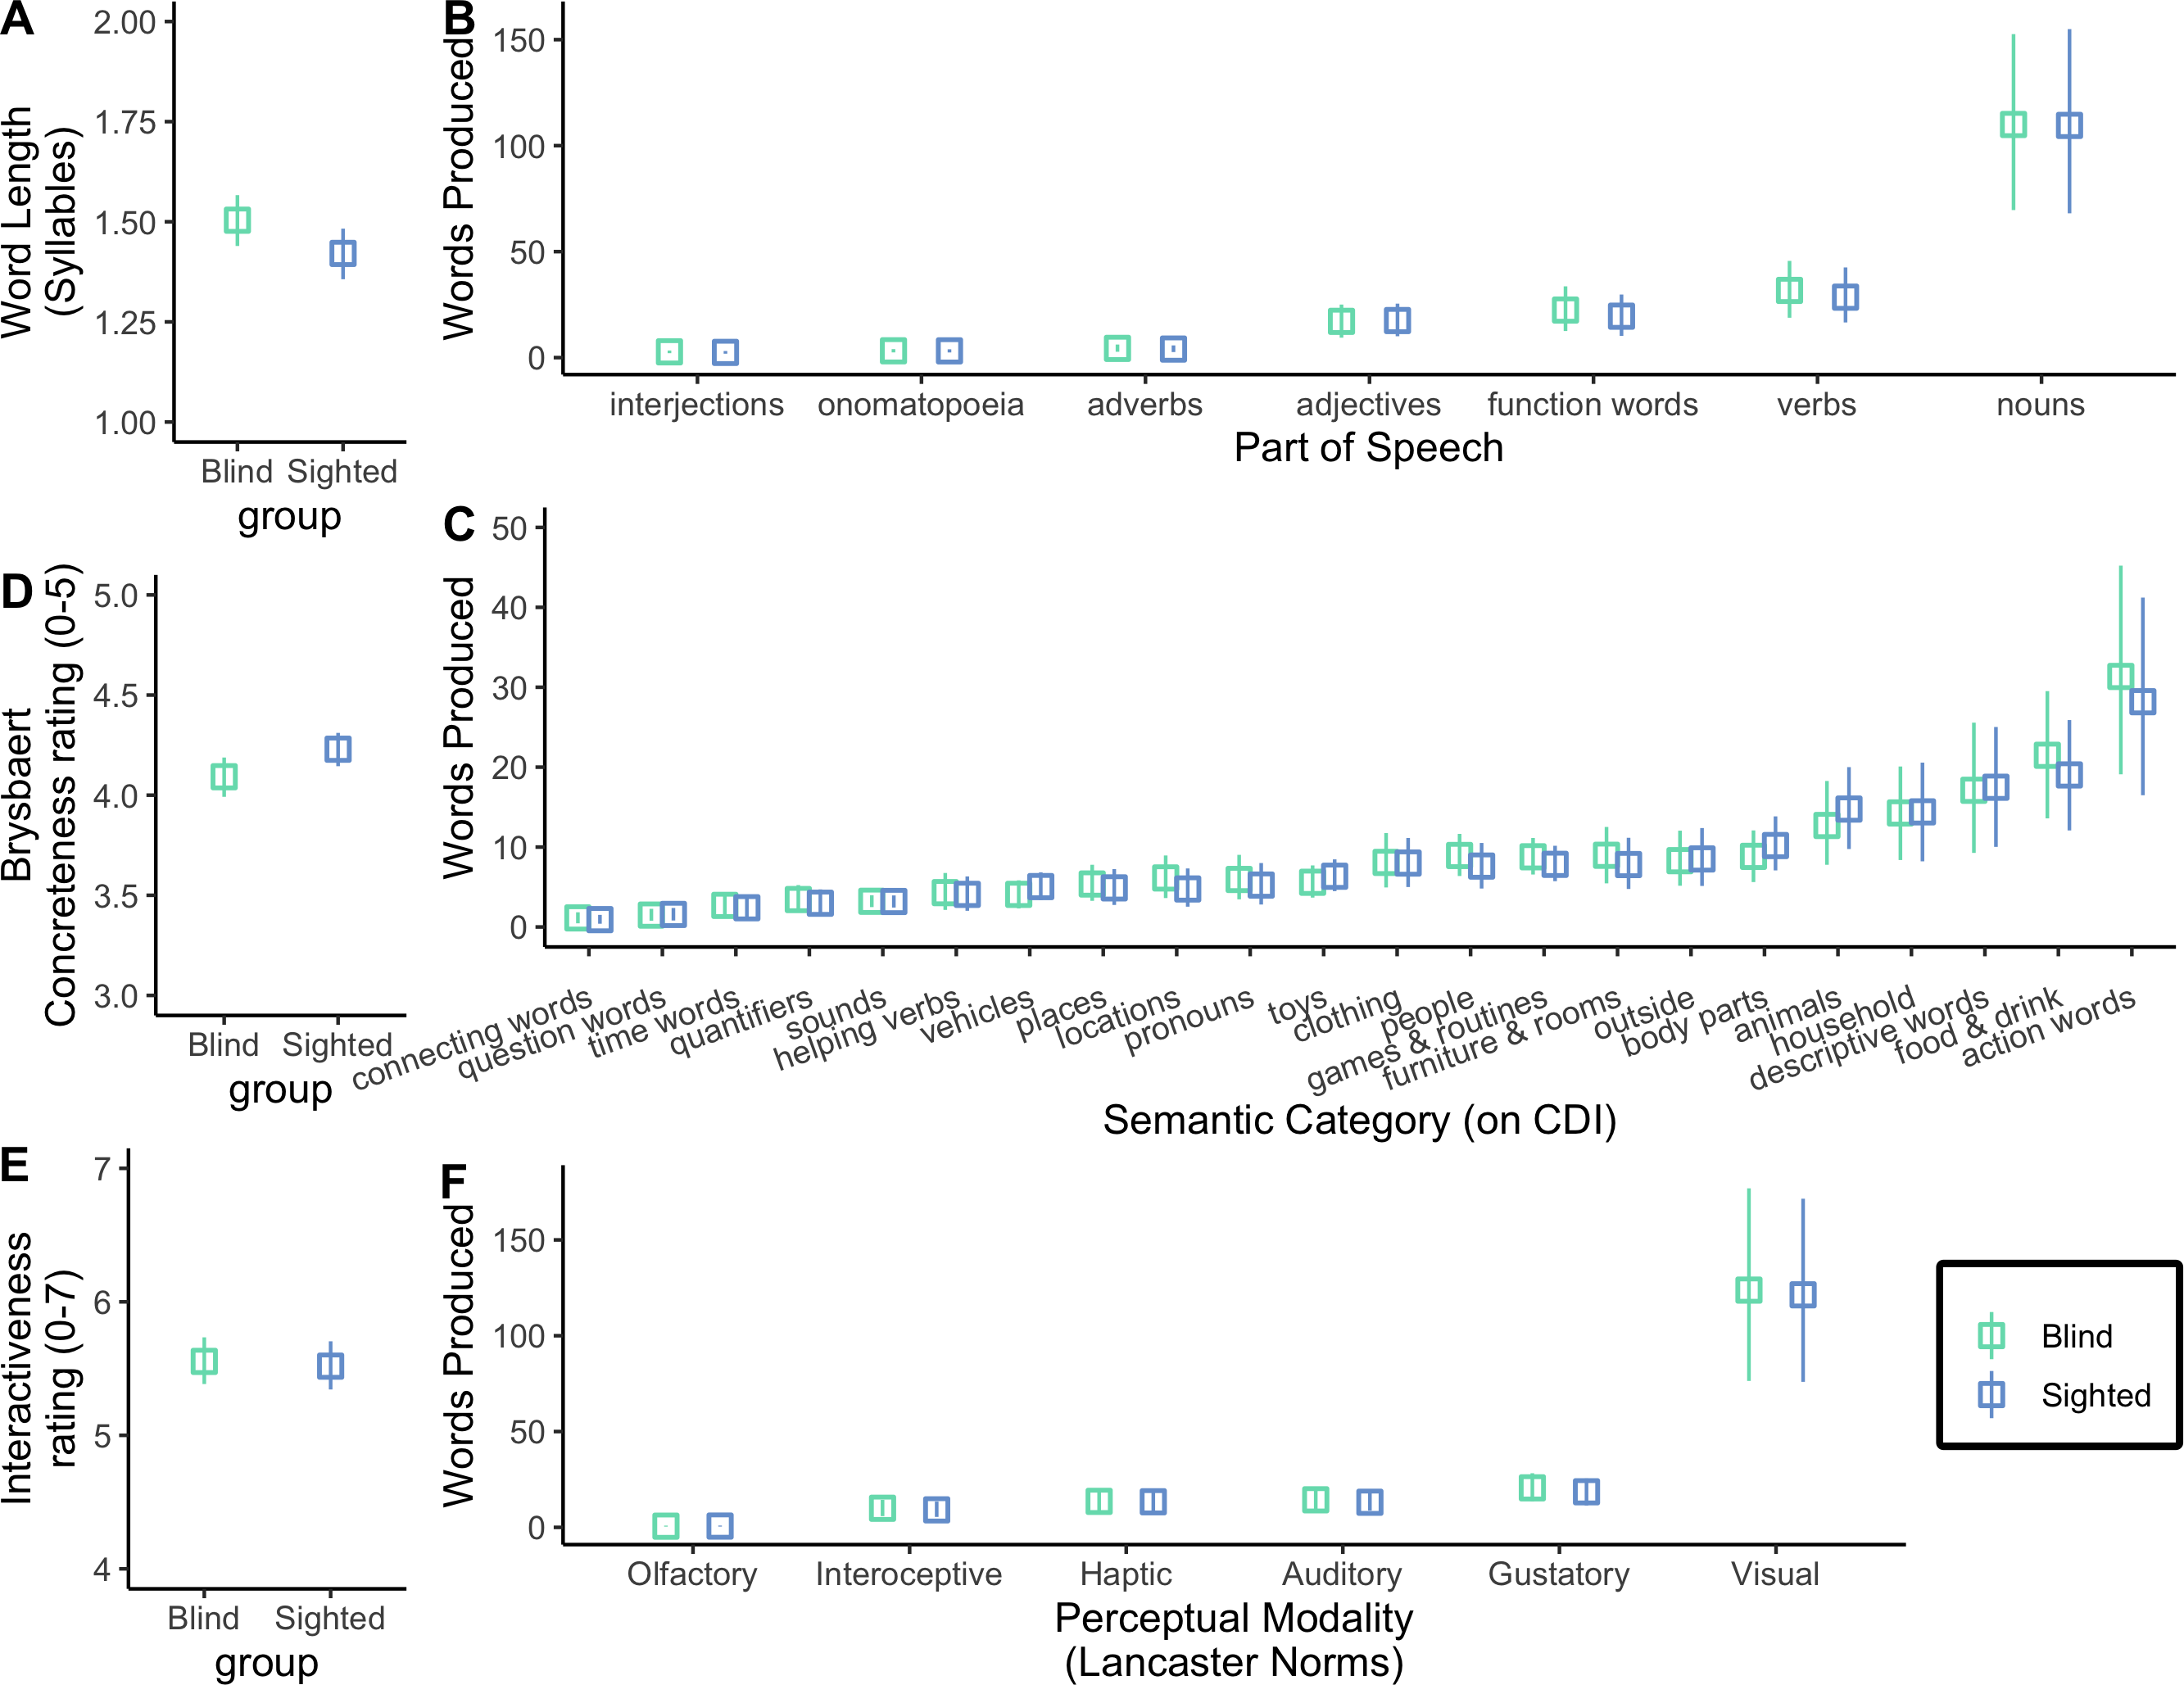 A
Word Length
(Syllables)
2.00
1.75
1.50
1.25
1.00
Blind Sighted
group
B
Words Produced
150
100
50
0
interjections onomatopoeia adverbs adjectives function words verbs nouns
Part of Speech
C
Words Produced
50
40
30
20
10
0
connecting words
question words
time words
quantifiers
sounds
helping verbs
vehicles
places
locations
pronouns
toys
clothing
people
games & routines
furniture & rooms
outside
body parts
animals
household
descriptive words
food & drink
action words
Semantic Category (on CDI)
D
Brysbaert
Concreteness rating (0-5)
5.0
4.5
4.0
3.5
3.0
Blind Sighted
group
E
Interactiveness
rating (0-7)
7
6
5
4
Blind Sighted
group
F
Words Produced
150
100
50
0
Olfactory Interoceptive Haptic Auditory Gustatory Visual
Perceptual Modality
(Lancaster Norms)
Blind
Sighted